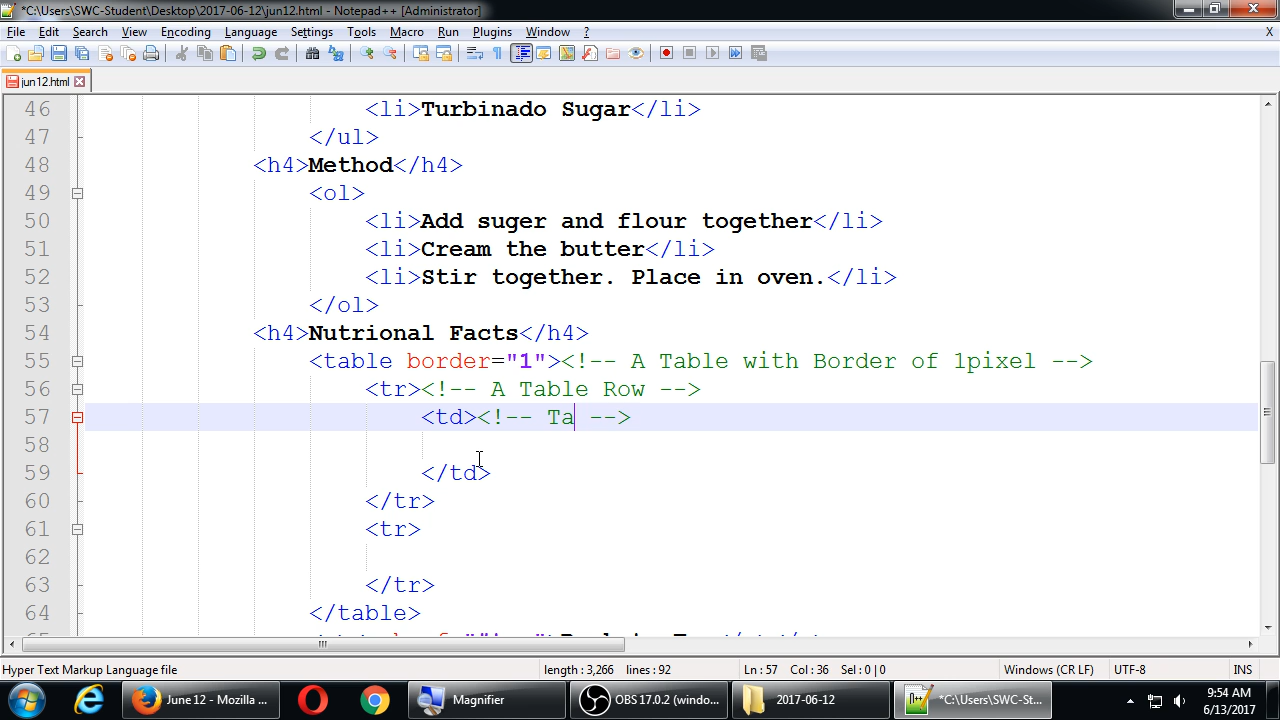 *C:\Users\SWC-Student\Desktop\2017-06-12\jun12.html - Notepad++ [Administrator]
File Edit Search View Encoding Language Settings Tools Macro Run Plugins Window ? X
jun12.html
46 <li>Turbinado Sugar</li>
47 </ul>
48 <h4>Method</h4>
49 <ol>
50 <li>Add suger and flour together</li>
51 <li>Cream the butter</li>
52 <li>Stir together. Place in oven.</li>
53 </ol>
54 <h4>Nutrional Facts</h4>
55 <table border="1"><!-- A Table with Border of 1pixel -->
56 <tr><!-- A Table Row -->
57 <td><!-- Ta -->
58
59 </td>
60 </tr>
61 <tr>
62
63 </tr>
64 </table>
Hyper Text Markup Language file length : 3,266 lines : 92 Ln : 57 Col : 36 Sel : 0 | 0 Windows (CR LF) UTF-8 INS
June 12 - Mozilla ... Magnifier OBS 17.0.2 (windo... 2017-06-12 *C:\Users\SWC-St... 9:54 AM
6/13/2017